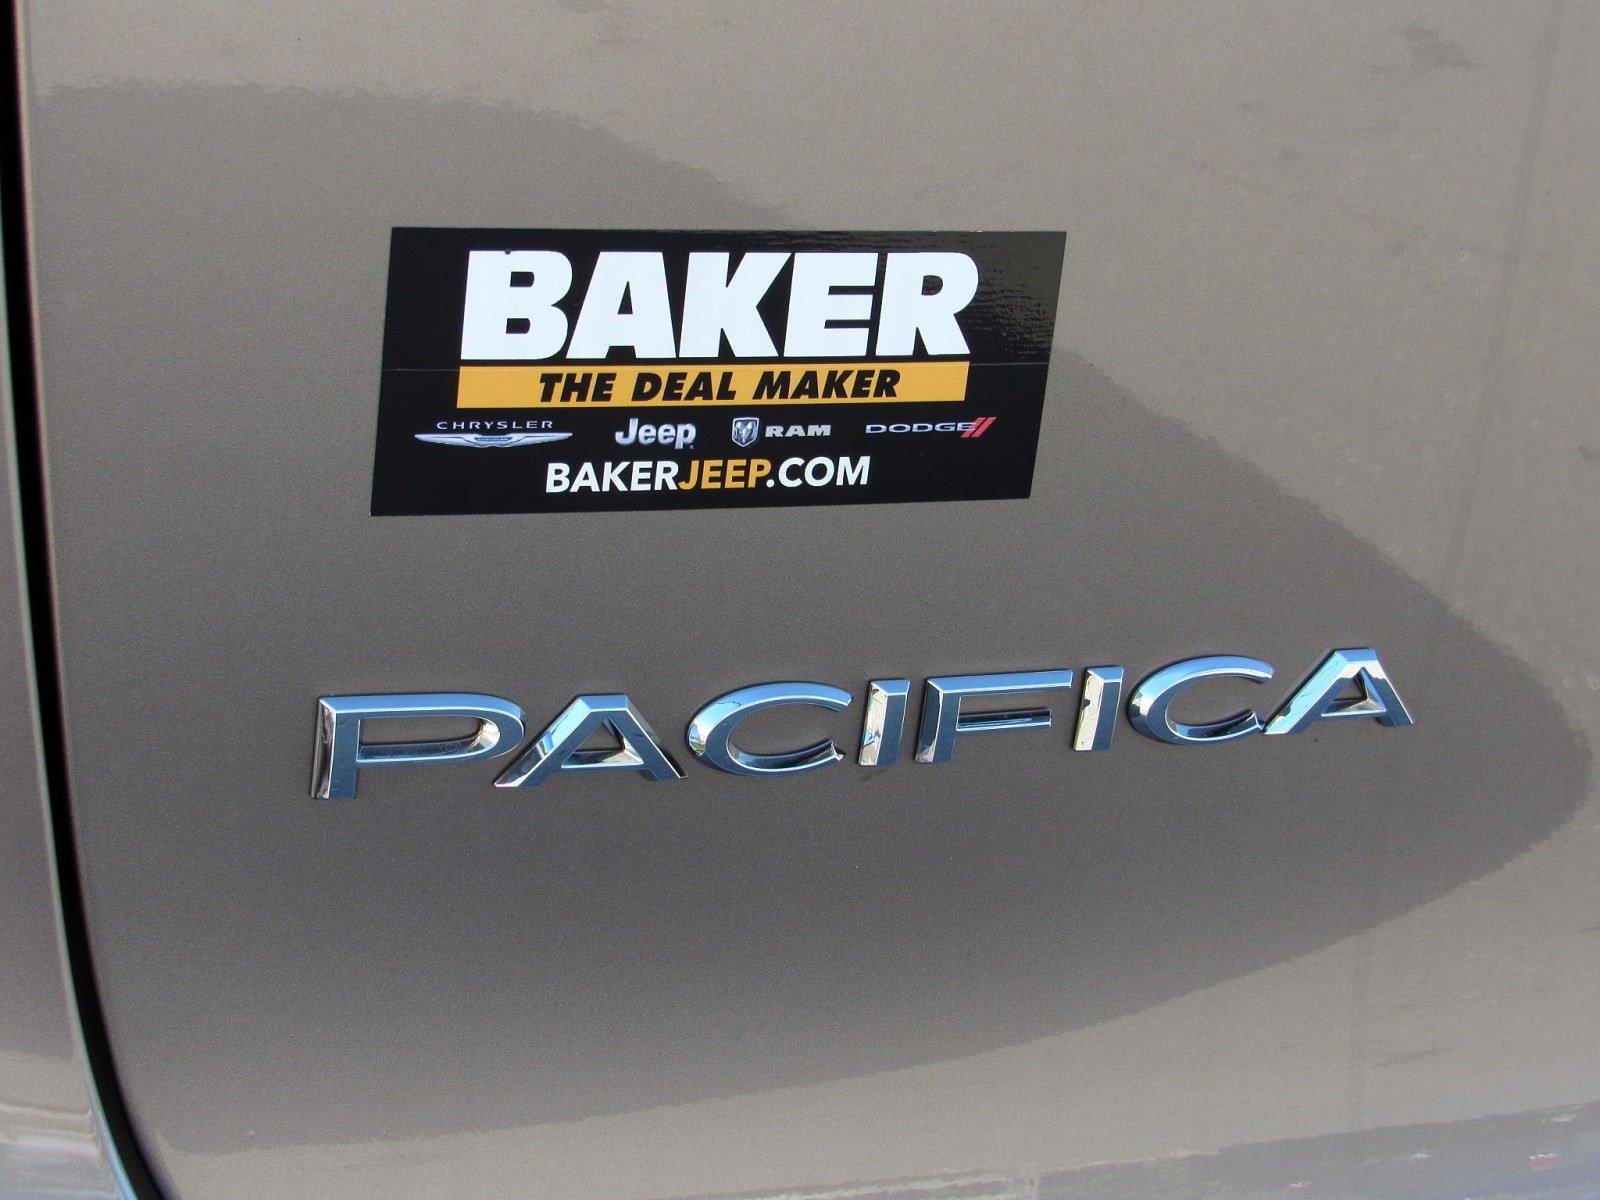 BAKER
THE DEAL MAKER
CHRYSLER Jeep RAM DODGE
BAKERJEEP.COM
PACIFICA